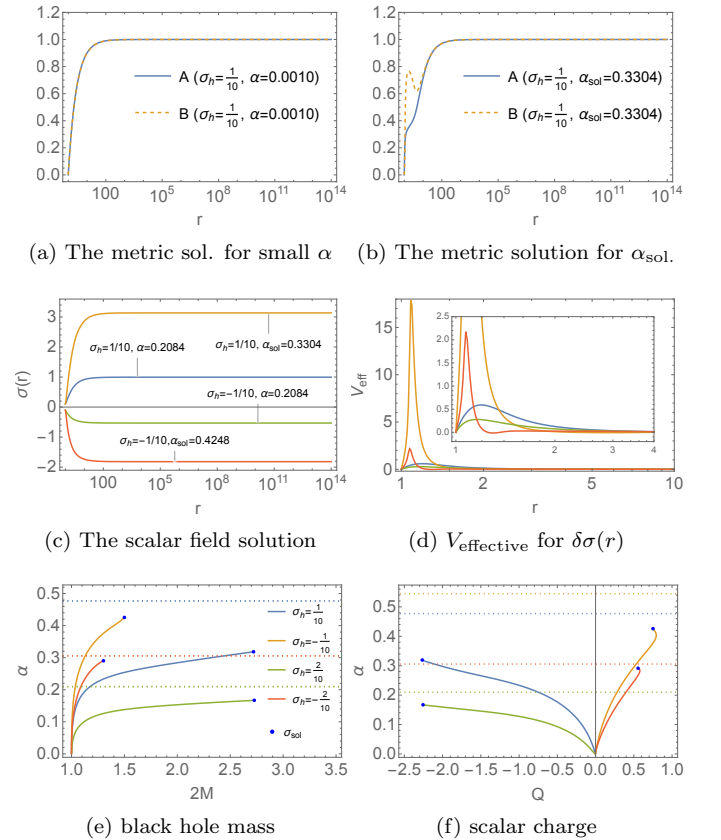 1.2
1.0
0.8
0.6
0.4
0.2
0.0
A (σh=1/10, α=0.0010)
B (σh=1/10, α=0.0010)
100 10^5 10^8 10^11 10^14
r
(a) The metric sol. for small α
1.2
1.0
0.8
0.6
0.4
0.2
0.0
A (σh=1/10, αsol=0.3304)
B (σh=1/10, αsol=0.3304)
100 10^5 10^8 10^11 10^14
r
(b) The metric solution for αsol.
σ(r)
3
2
1
0
−1
−2
σh=1/10, α=0.2084
σh=1/10, αsol=0.3304
σh=−1/10, α=0.2084
σh=−1/10,αsol=0.4248
100 10^5 10^8 10^11 10^14
r
(c) The scalar field solution
Veff
15
10
5
0
2.5
2.0
1.5
1.0
0.5
0.0
1 2 4
1 2 5 10
r
(d) Veffective for δσ(r)
α
0.5
0.4
0.3
0.2
0.1
0.0
σh=1/10
σh=−1/10
σh=2/10
σh=−2/10
σsol
1.0 1.5 2.0 2.5 3.0 3.5
2M
(e) black hole mass
α
0.5
0.4
0.3
0.2
0.1
0.0
−2.5 −2.0 −1.5 −1.0 −0.5 0.0 0.5 1.0
Q
(f) scalar charge